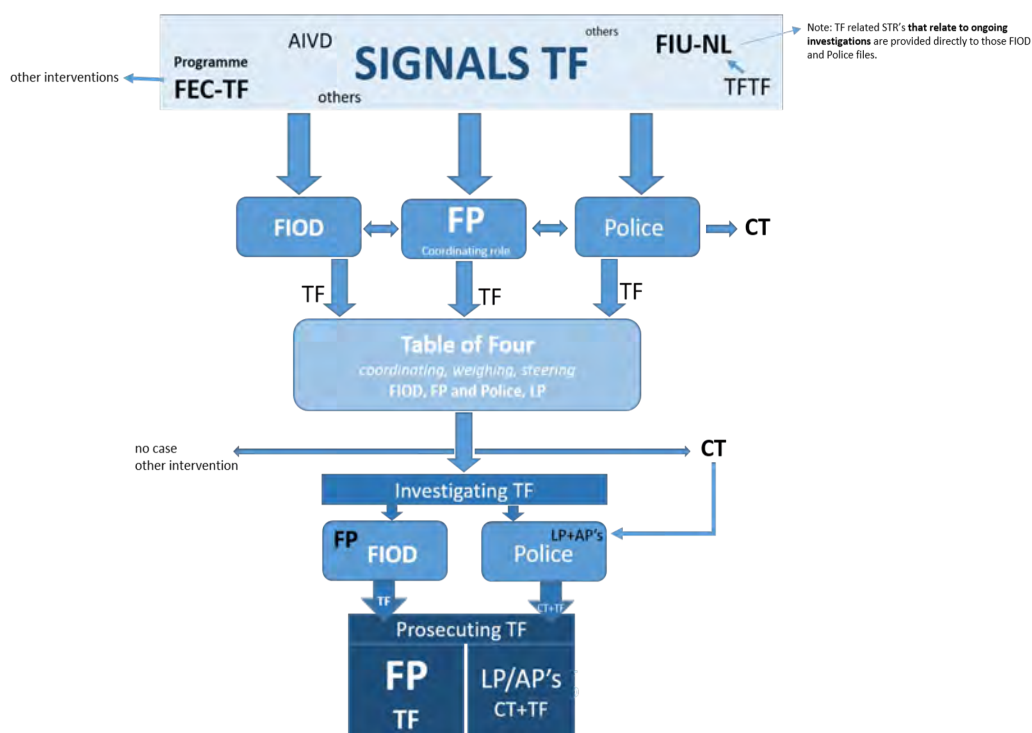 others
AIVD
SIGNALS TF
FIU-NL
Note: TF related STR's that relate to ongoing
investigations are provided directly to those FIOD
and Police files.
Programme
FEC-TF
other interventions
others
TFTF
FIOD
FP
Coordinating role
Police
CT
TF
TF
TF
Table of Four
coordinating, weighing, steering
FIOD, FP and Police, LP
no case
other intervention
CT
Investigating TF
FP
FIOD
LP+AP's
Police
TF
CT+TF
Prosecuting TF
FP
TF
LP/AP's
CT+TF